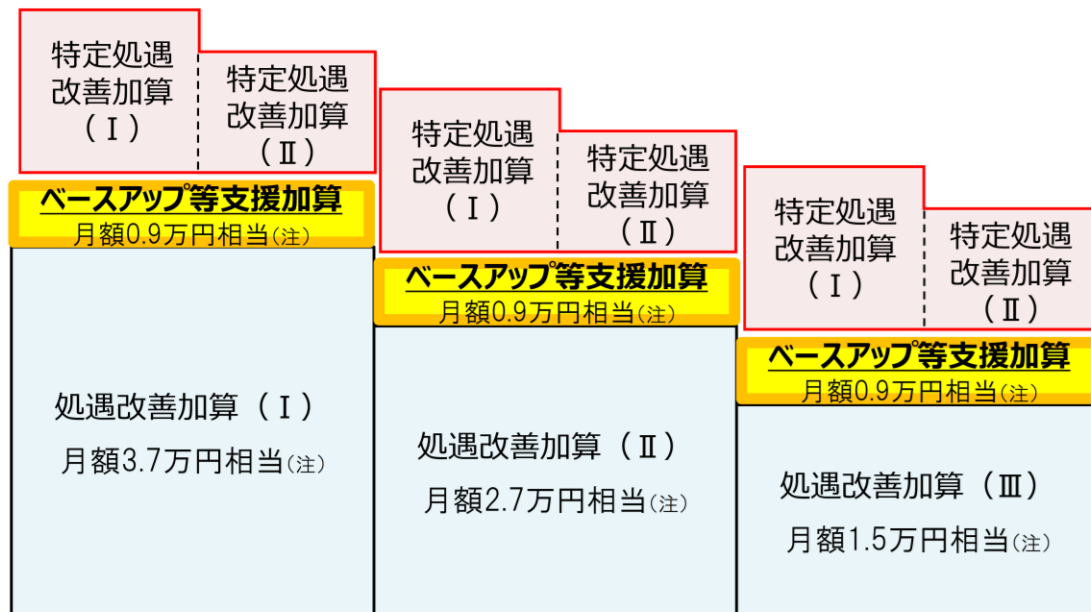 特定処遇
改善加算
（Ⅰ）
特定処遇
改善加算
（Ⅱ）
ベースアップ等支援加算
月額0.9万円相当(注)
処遇改善加算（Ⅰ）
月額3.7万円相当(注)
特定処遇
改善加算
（Ⅰ）
特定処遇
改善加算
（Ⅱ）
ベースアップ等支援加算
月額0.9万円相当(注)
処遇改善加算（Ⅱ）
月額2.7万円相当(注)
特定処遇
改善加算
（Ⅰ）
特定処遇
改善加算
（Ⅱ）
ベースアップ等支援加算
月額0.9万円相当(注)
処遇改善加算（Ⅲ）
月額1.5万円相当(注)